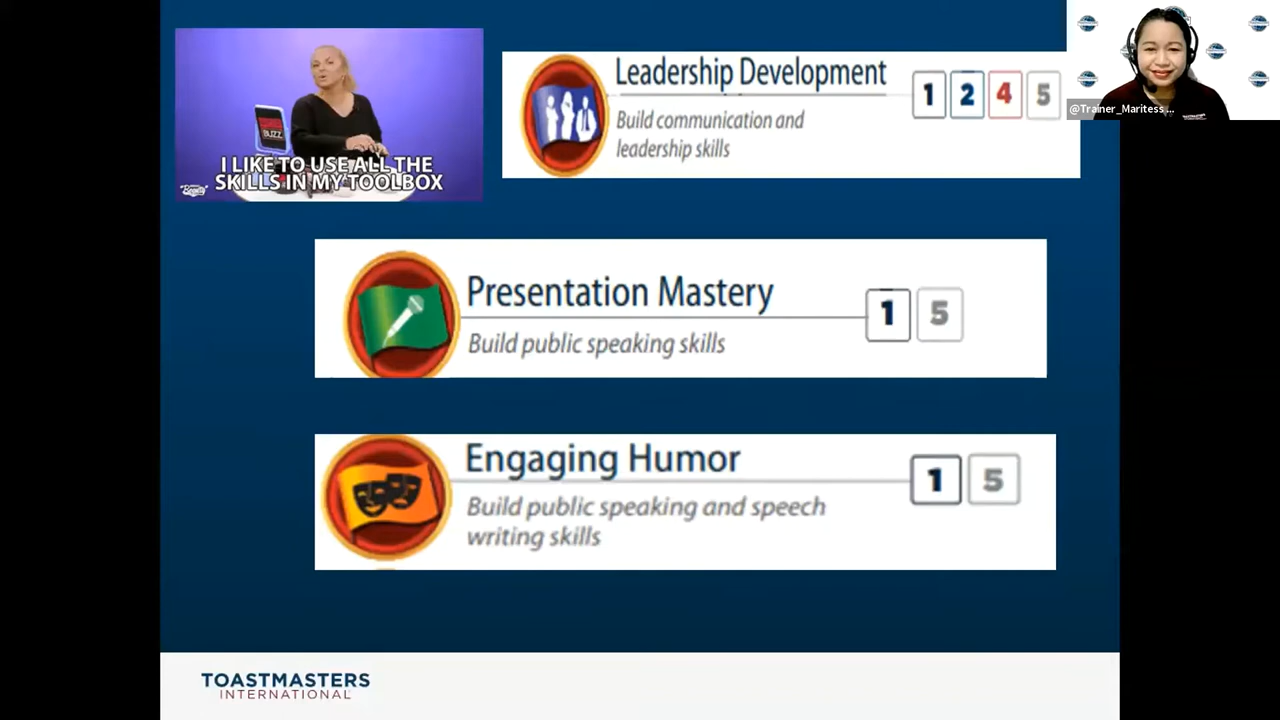 BUZZ
I LIKE TO USE ALL THE
SKILLS IN MY TOOLBOX
Leadership Development
1 2 4 5
Build communication and
leadership skills
@Trainer_Maritess ...
Presentation Mastery
1 5
Build public speaking skills
Engaging Humor
1 5
Build public speaking and speech
writing skills
TOASTMASTERS
INTERNATIONAL